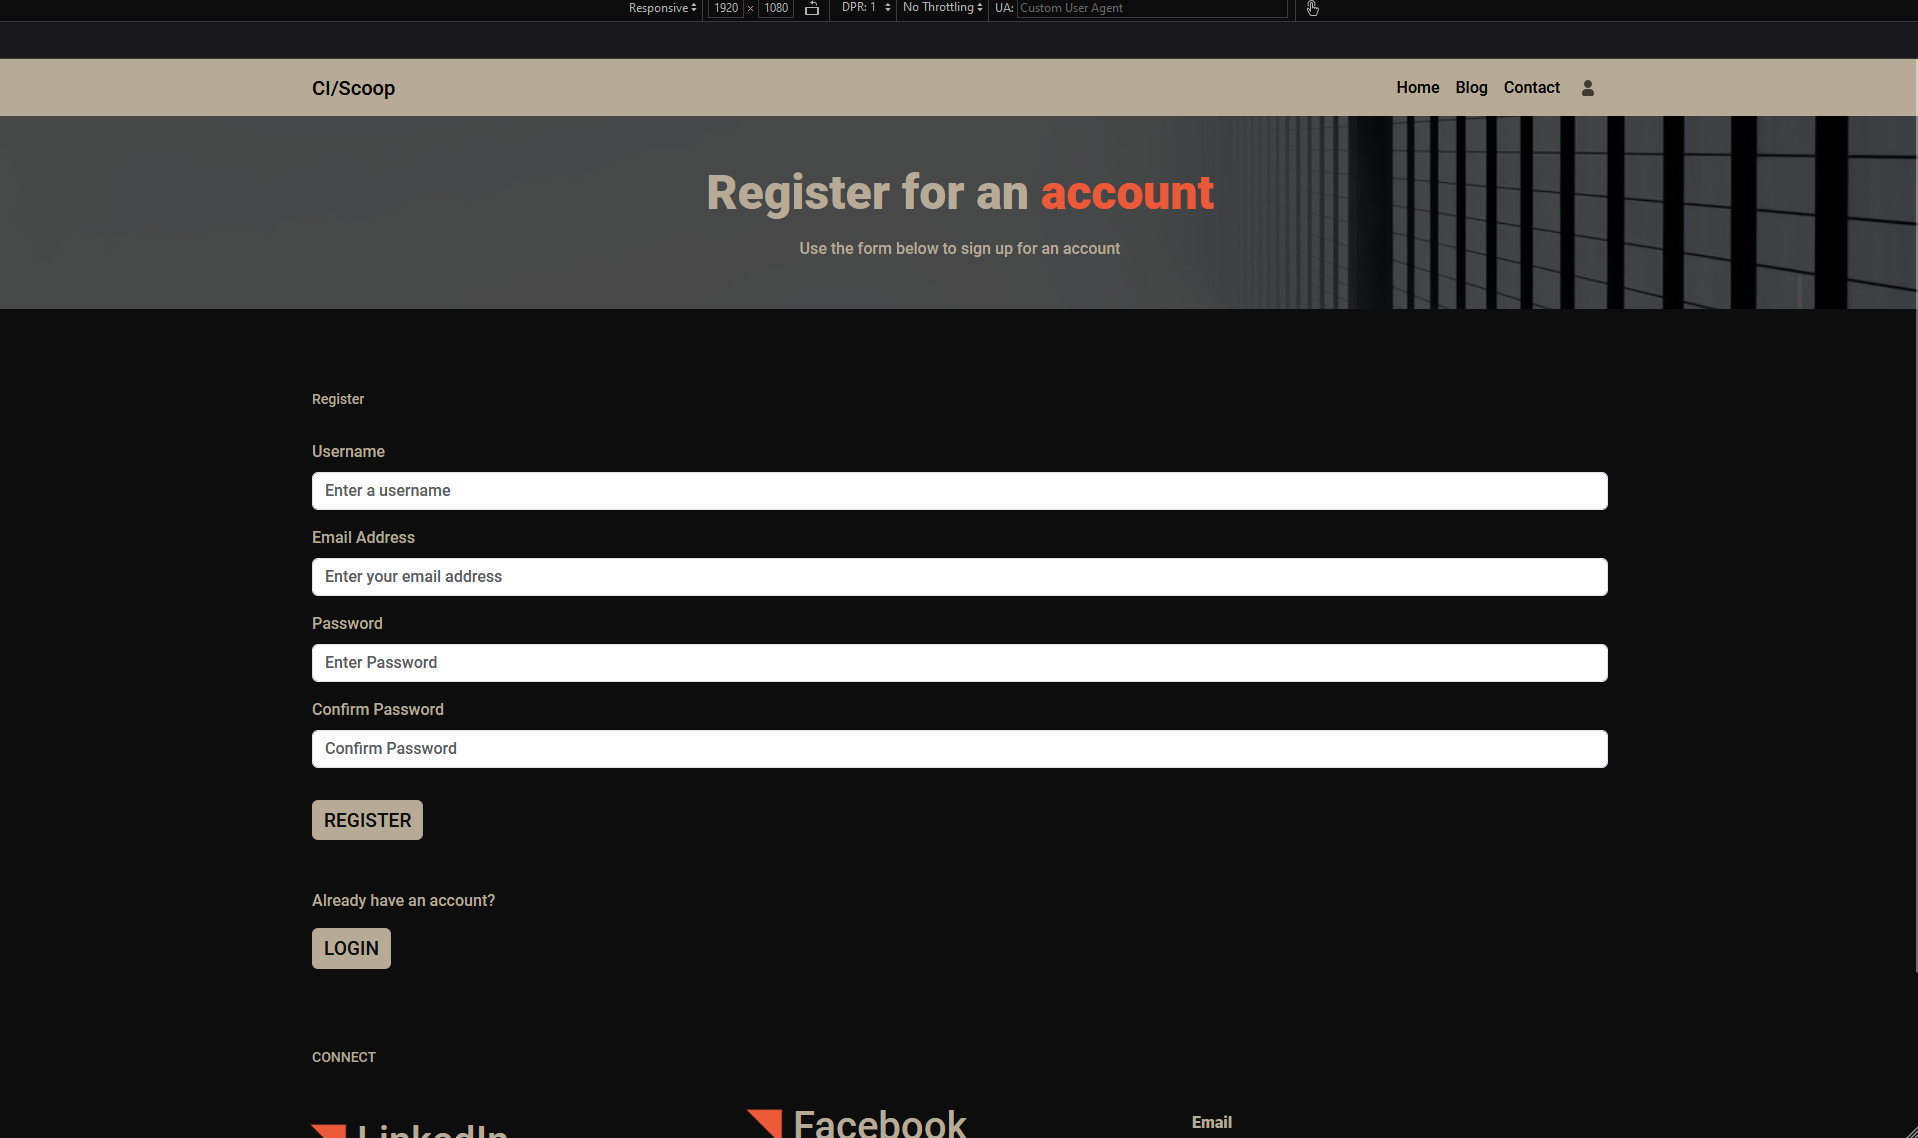 Responsive 1920 × 1080 DPR: 1 No Throttling UA: Custom User Agent
CI/Scoop Home Blog Contact
Register for an account
Use the form below to sign up for an account
Register
Username
Enter a username
Email Address
Enter your email address
Password
Enter Password
Confirm Password
Confirm Password
REGISTER
Already have an account?
LOGIN
CONNECT
LinkedIn Facebook Email